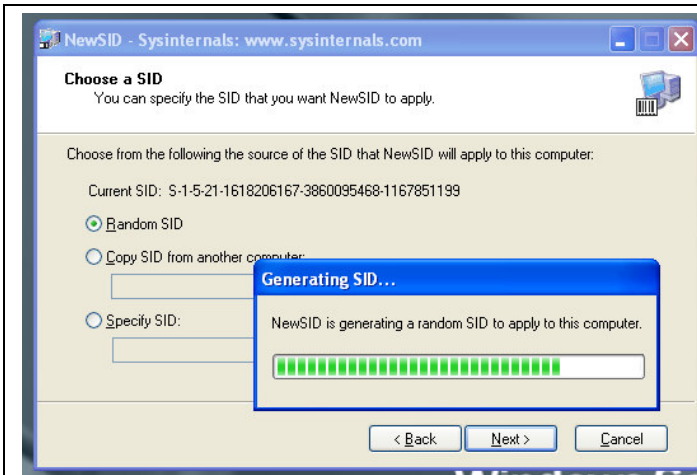 NewSID - Sysinternals: www.sysinternals.com
Choose a SID
You can specify the SID that you want NewSID to apply.
Choose from the following the source of the SID that NewSID will apply to this computer:
Current SID: S-1-5-21-1618206167-3860095468-1167851199
Random SID
Copy SID from another computer:
Generating SID...
Specify SID:
NewSID is generating a random SID to apply to this computer.
< Back
Next >
Cancel